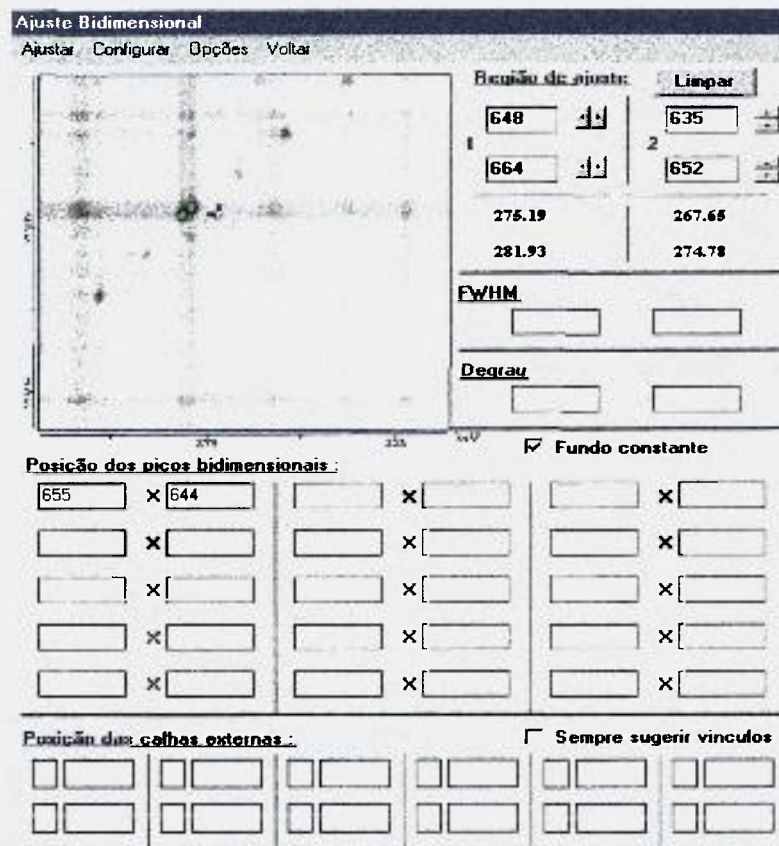 Ajuste Bidimensional
Ajustar Configurar Opções Voltar
Região de ajuste Limpar
648 635
1 2
664 652
275.19 267.65
281.93 274.78
FWHM
Degrau
Fundo constante
Posição dos picos bidimensionais :
655 × 644 × ×
× × ×
× × ×
× × ×
× × ×
Posição das calhas externas : Sempre sugerir vinculos